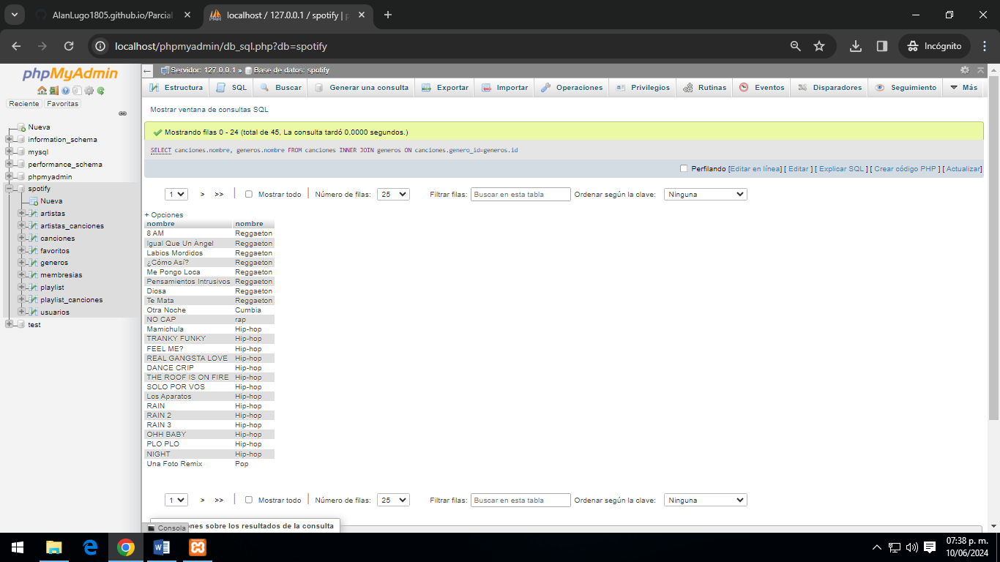 AlanLugo1805.github.io/Parcial
localhost / 127.0.0.1 / spotify | p
localhost/phpmyadmin/db_sql.php?db=spotify
Incógnito
phpMyAdmin
Reciente Favoritas
Nueva
information_schema
mysql
performance_schema
phpmyadmin
spotify
Nueva
artistas
artistas_canciones
canciones
favoritos
generos
membresias
playlist
playlist_canciones
usuarios
test
Servidor: 127.0.0.1 » Base de datos: spotify
Estructura SQL Buscar Generar una consulta Exportar Importar Operaciones Privilegios Rutinas Eventos Disparadores Seguimiento Más
Mostrar ventana de consultas SQL
Mostrando filas 0 - 24 (total de 45, La consulta tardó 0,0000 segundos.)
SELECT canciones.nombre, generos.nombre FROM canciones INNER JOIN generos ON canciones.genero_id=generos.id
Perfilando [Editar en línea] [ Editar ] [ Explicar SQL ] [ Crear código PHP ] [ Actualizar]
1 > >> Mostrar todo Número de filas: 25 Filtrar filas: Buscar en esta tabla Ordenar según la clave: Ninguna
+ Opciones
nombre nombre
8 AM Reggaeton
Igual Que Un Angel Reggaeton
Labios Mordidos Reggaeton
¿Cómo Así? Reggaeton
Me Pongo Loca Reggaeton
Pensamientos Intrusivos Reggaeton
Diosa Reggaeton
Te Mata Reggaeton
Otra Noche Cumbia
NO CAP rap
Mamichula Hip-hop
TRANKY FUNKY Hip-hop
FEEL ME? Hip-hop
REAL GANGSTA LOVE Hip-hop
DANCE CRIP Hip-hop
THE ROOF IS ON FIRE Hip-hop
SOLO POR VOS Hip-hop
Los Aparatos Hip-hop
RAIN Hip-hop
RAIN 2 Hip-hop
RAIN 3 Hip-hop
OHH BABY Hip-hop
PLO PLO Hip-hop
NIGHT Hip-hop
Una Foto Remix Pop
1 > >> Mostrar todo Número de filas: 25 Filtrar filas: Buscar en esta tabla Ordenar según la clave: Ninguna
ones sobre los resultados de la consulta
Consola
07:38 p. m.
10/06/2024